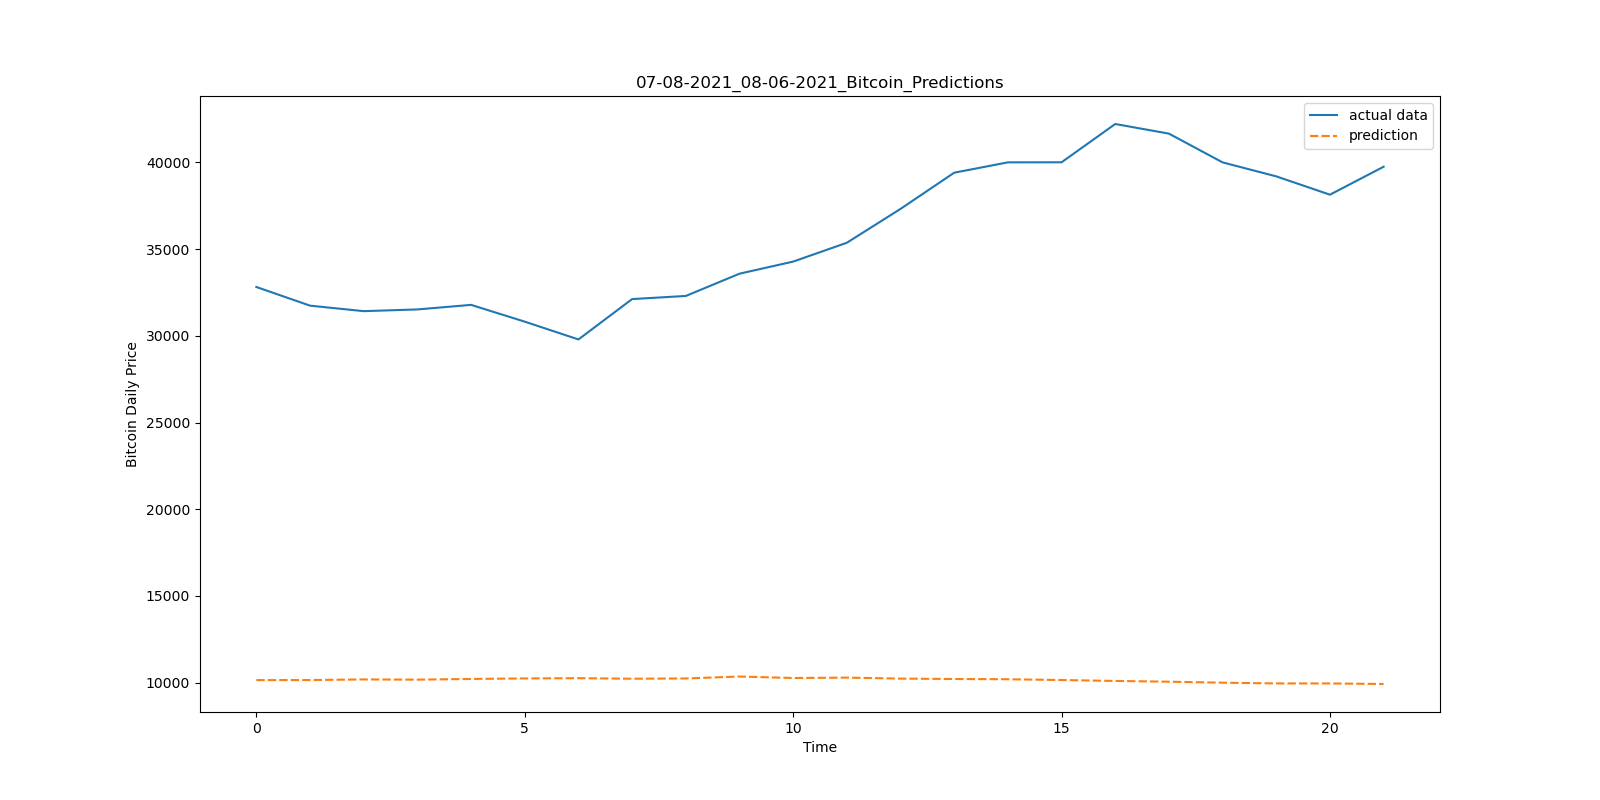 07-08-2021_08-06-2021_Bitcoin_Predictions
actual data
prediction
Bitcoin Daily Price
40000
35000
30000
25000
20000
15000
10000
0 5 10 15 20
Time